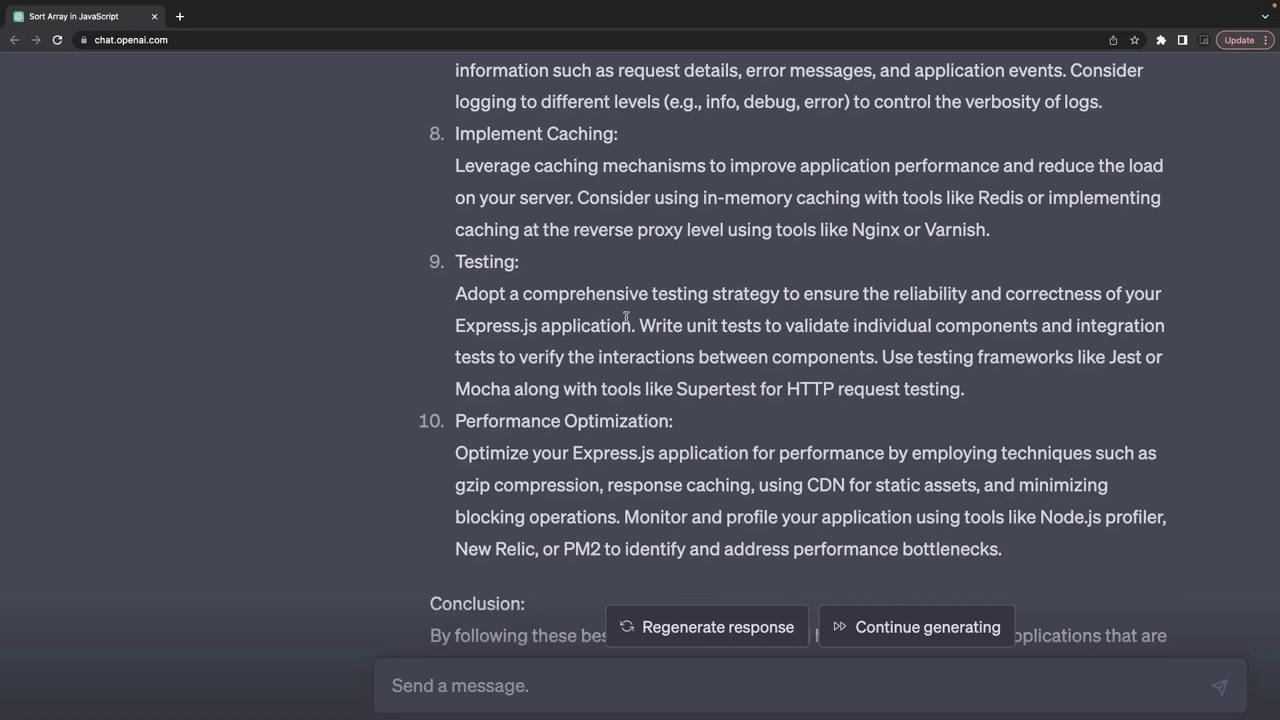 Sort Array in JavaScript
chat.openai.com
Update
information such as request details, error messages, and application events. Consider
logging to different levels (e.g., info, debug, error) to control the verbosity of logs.
8. Implement Caching:
Leverage caching mechanisms to improve application performance and reduce the load
on your server. Consider using in-memory caching with tools like Redis or implementing
caching at the reverse proxy level using tools like Nginx or Varnish.
9. Testing:
Adopt a comprehensive testing strategy to ensure the reliability and correctness of your
Express.js application. Write unit tests to validate individual components and integration
tests to verify the interactions between components. Use testing frameworks like Jest or
Mocha along with tools like Supertest for HTTP request testing.
10. Performance Optimization:
Optimize your Express.js application for performance by employing techniques such as
gzip compression, response caching, using CDN for static assets, and minimizing
blocking operations. Monitor and profile your application using tools like Node.js profiler,
New Relic, or PM2 to identify and address performance bottlenecks.
Conclusion:
Regenerate response
Continue generating
By following these applications that are
Send a message.